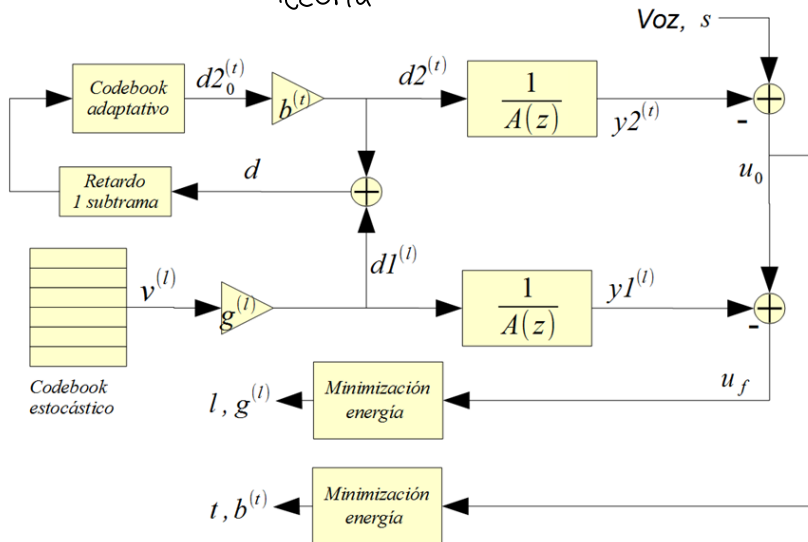 teoría
Voz, s
Codebook
adaptativo
d2₀⁽ᵗ⁾
b⁽ᵗ⁾
d2⁽ᵗ⁾
1
A(z)
y2⁽ᵗ⁾
+
-
Retardo
1 subtrama
d
+
u₀
v⁽ˡ⁾
g⁽ˡ⁾
d1⁽ˡ⁾
1
A(z)
y1⁽ˡ⁾
+
-
Codebook
estocástico
l, g⁽ˡ⁾
Minimización
energía
u_f
t, b⁽ᵗ⁾
Minimización
energía